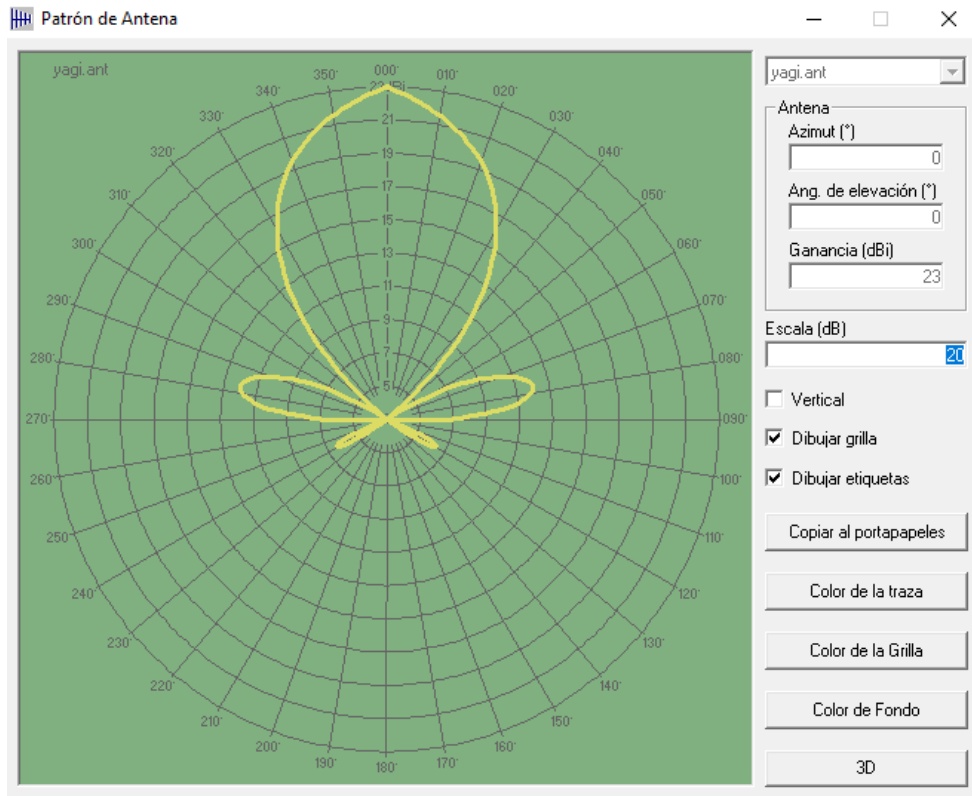 Patrón de Antena
yagi.ant
000°
23 dBi
010°
020°
030°
040°
050°
060°
070°
080°
090°
100°
110°
120°
130°
140°
150°
160°
170°
180°
190°
200°
210°
220°
230°
240°
250°
260°
270°
280°
290°
300°
310°
320°
330°
340°
350°
21
19
17
15
13
11
9
7
5
yagi.ant
Antena
Azimut (°)
0
Ang. de elevación (°)
0
Ganancia (dBi)
23
Escala (dB)
20
Vertical
Dibujar grilla
Dibujar etiquetas
Copiar al portapapeles
Color de la traza
Color de la Grilla
Color de Fondo
3D